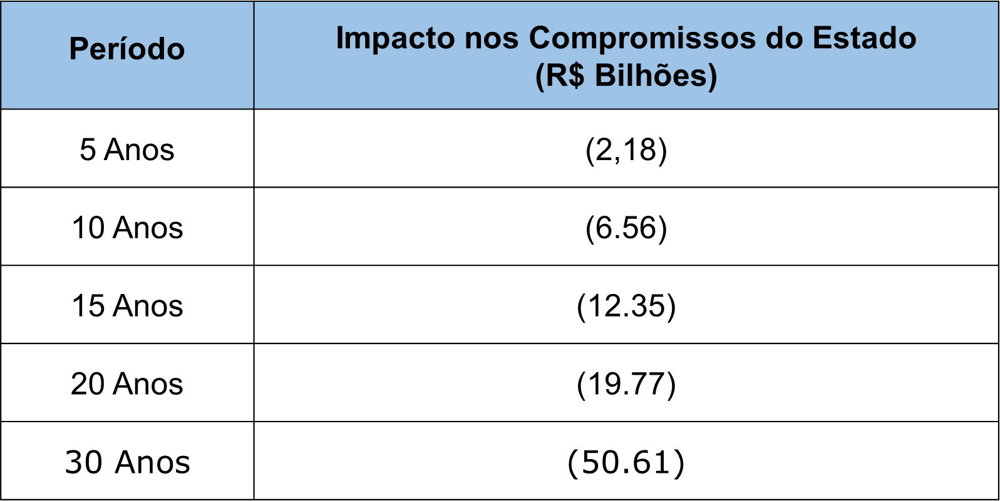 Período
Impacto nos Compromissos do Estado
(R$ Bilhões)
5 Anos
(2,18)
10 Anos
(6.56)
15 Anos
(12.35)
20 Anos
(19.77)
30 Anos
(50.61)